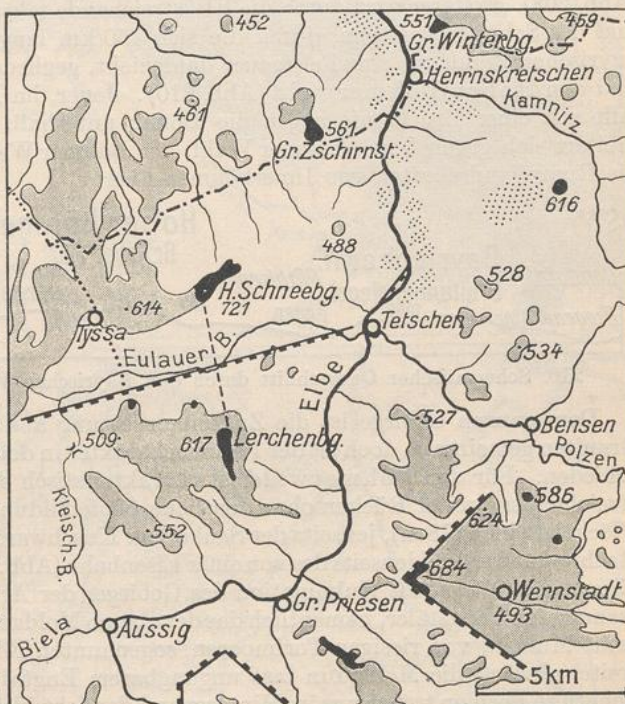 452
551
459
Gr. Winterbg.
Herrnskretschen
Kamnitz
461
561
Gr. Zschirnst.
616
488
528
H. Schneebg.
614
721
Tyssa
Tetschen
Eulauer B.
534
Elbe
527
Bensen
509
617
Lerchenbg.
Polzen
586
624
Kleisch-B.
552
684
Wernstadt
493
Gr. Priesen
Biela
Aussig
5km